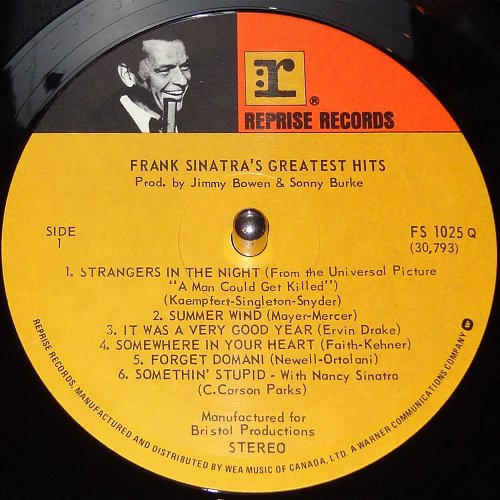 r
®
REPRISE RECORDS
FRANK SINATRA'S GREATEST HITS
Prod. by Jimmy Bowen & Sonny Burke
SIDE
1
FS 1025 Q
(30,793)
1. STRANGERS IN THE NIGHT (From the Universal Picture
"A Man Could Get Killed")
(Kaempfert-Singleton-Snyder)
2. SUMMER WIND (Mayer-Mercer)
3. IT WAS A VERY GOOD YEAR (Ervin Drake)
4. SOMEWHERE IN YOUR HEART (Faith-Kehner)
5. FORGET DOMANI (Newell-Ortolani)
6. SOMETHIN' STUPID - With Nancy Sinatra
(C. Carson Parks)
Manufactured for
Bristol Productions
STEREO
REPRISE RECORDS, MANUFACTURED AND DISTRIBUTED BY WEA MUSIC OF CANADA, LTD. A WARNER COMMUNICATIONS COMPANY